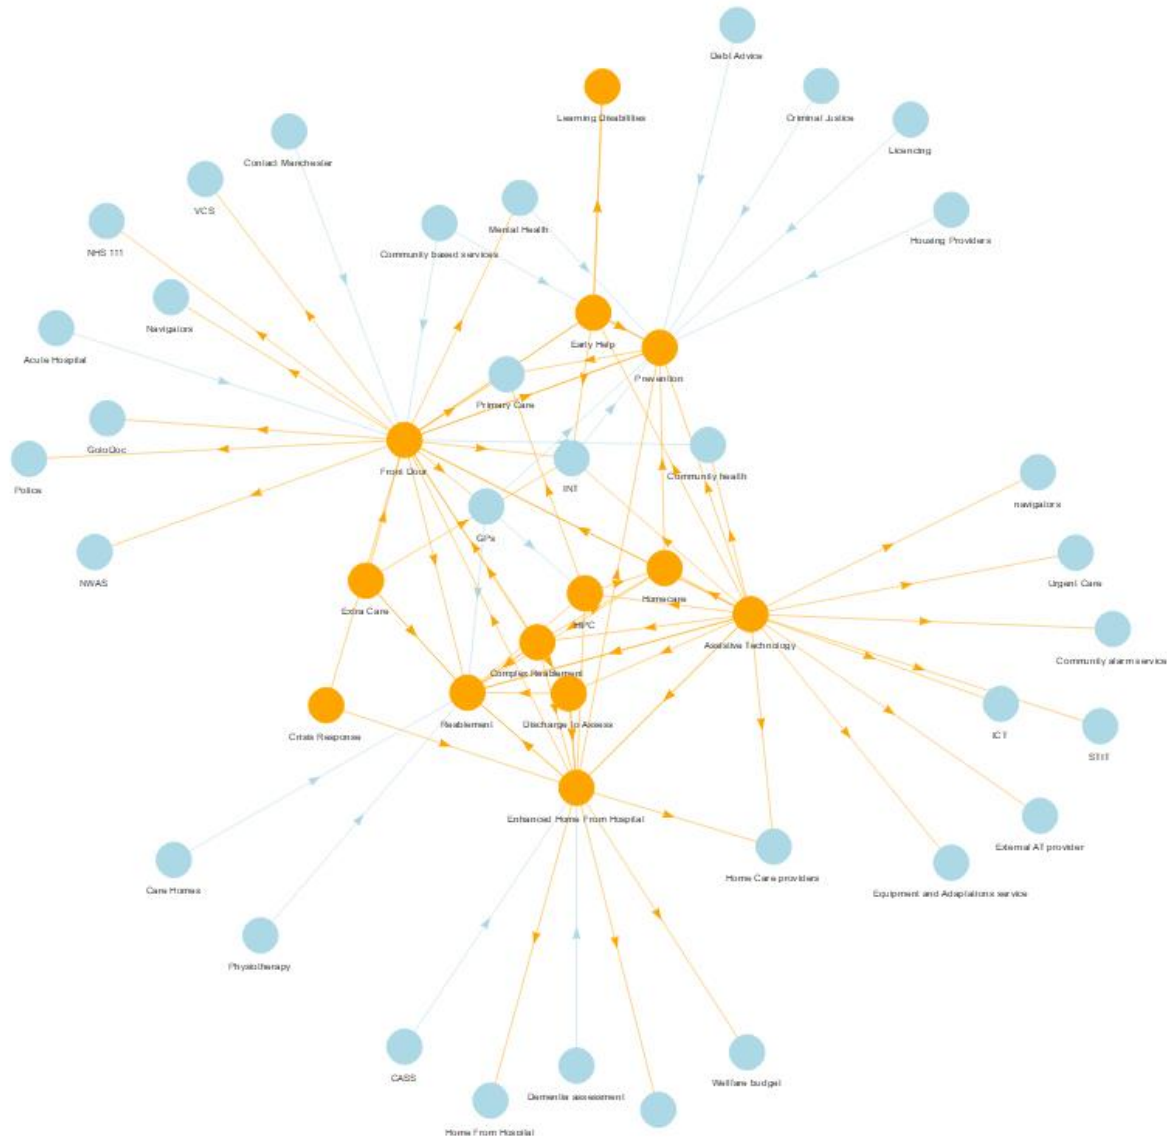 Debt Advice
Learning Disabilities
Criminal Justice
Licencing
Contact Manchester
VCS
Mental Health
Housing Providers
Community based services
NHS 111
Navigators
Early Help
Acute Hospital
Prevention
Primary Care
GotoDoc
Front Door
Police
INT
Community health
navigators
GPs
NWAS
Urgent Care
Homecare
Extra Care
HPC
Assistive Technology
Community alarm service
Complex Reablement
Reablement
Discharge to Assess
Crisis Response
ICT
STIT
Enhanced Home From Hospital
External AT provider
Home Care providers
Care Homes
Equipment and Adaptations service
Physiotherapy
CASS
Welfare budget
Dementia assessment
Home From Hospital